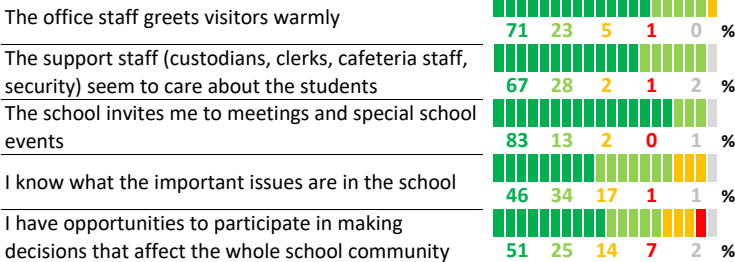 The office staff greets visitors warmly
71 23 5 1 0 %
The support staff (custodians, clerks, cafeteria staff,
security) seem to care about the students
67 28 2 1 2 %
The school invites me to meetings and special school
events
83 13 2 0 1 %
I know what the important issues are in the school
46 34 17 1 1 %
I have opportunities to participate in making
decisions that affect the whole school community
51 25 14 7 2 %